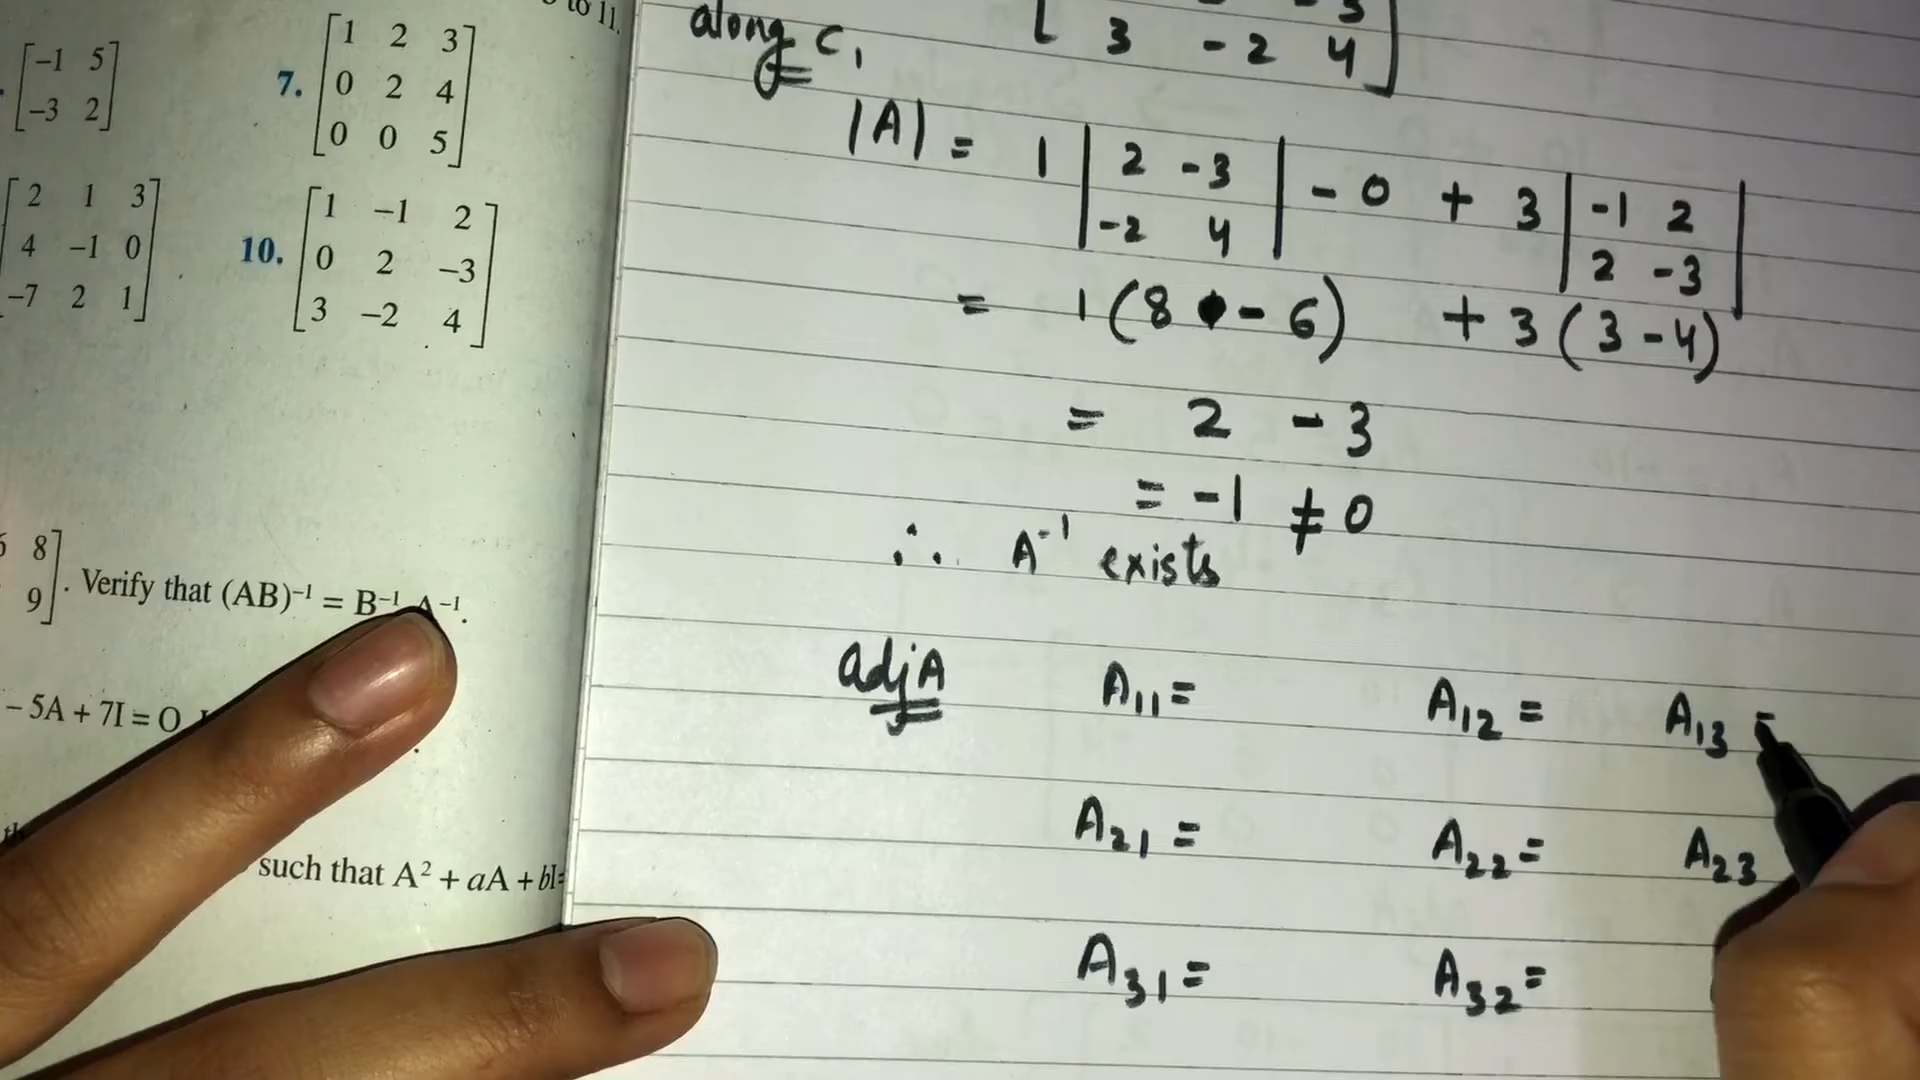 to 11.
[-1 5
-3 2]
7. [1 2 3
0 2 4
0 0 5]
[2 1 3
4 -1 0
-7 2 1]
10. [1 -1 2
0 2 -3
3 -2 4]
8
9]. Verify that (AB)⁻¹ = B⁻¹ A⁻¹.
- 5A + 7I = O
such that A² + aA + bI=
along C₁
3 -2 4]
|A| = 1 |2 -3
-2 4| - 0 + 3 |-1 2
2 -3|
= 1(8 - 6) + 3(3-4)
= 2 - 3
= -1 ≠ 0
∴ A⁻¹ exists
adj A A₁₁ = A₁₂ = A₁₃ =
A₂₁ = A₂₂ = A₂₃
A₃₁ = A₃₂ =